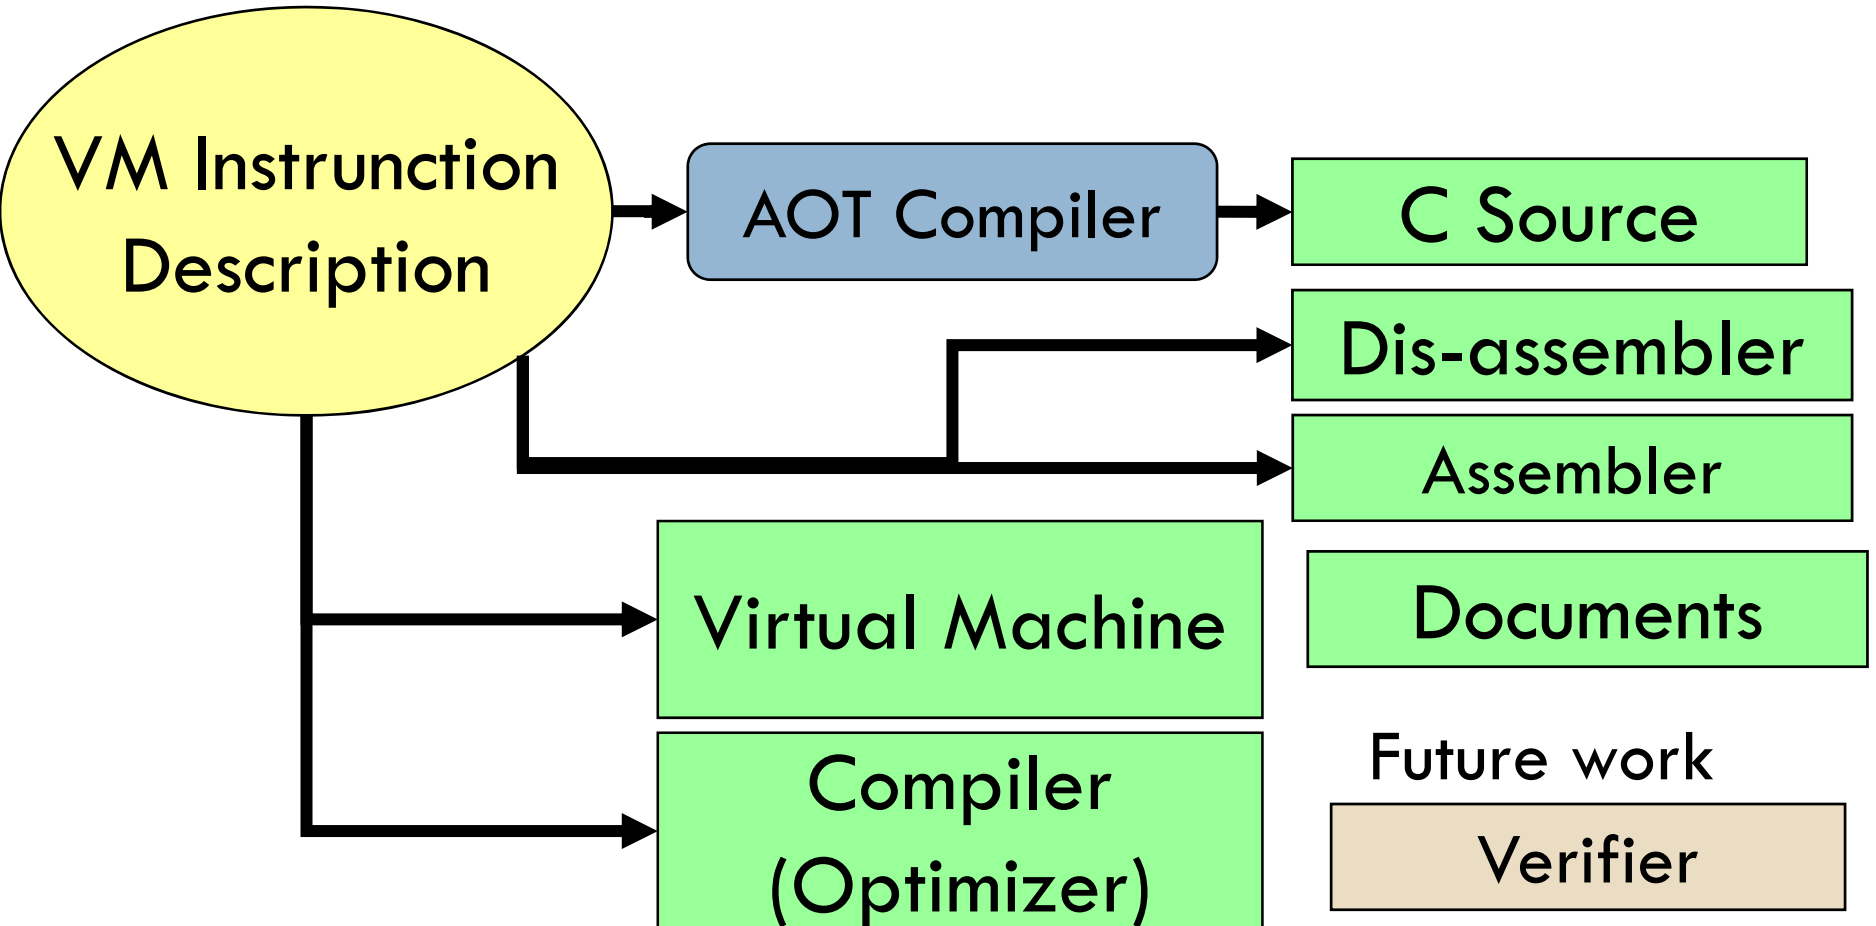 VM Instrunction
Description
AOT Compiler
C Source
Dis-assembler
Assembler
Virtual Machine
Documents
Compiler
(Optimizer)
Future work
Verifier